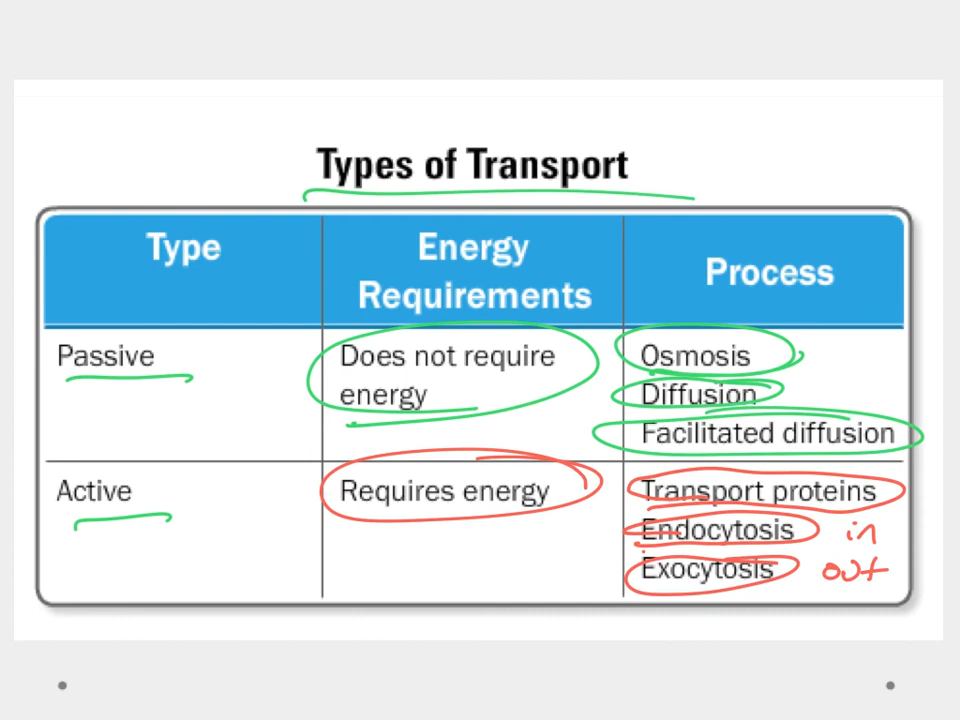 Types of Transport
Type
Energy
Requirements
Process
Passive
Does not require
energy
Osmosis
Diffusion
Facilitated diffusion
Active
Requires energy
Transport proteins
Endocytosis in
Exocytosis out